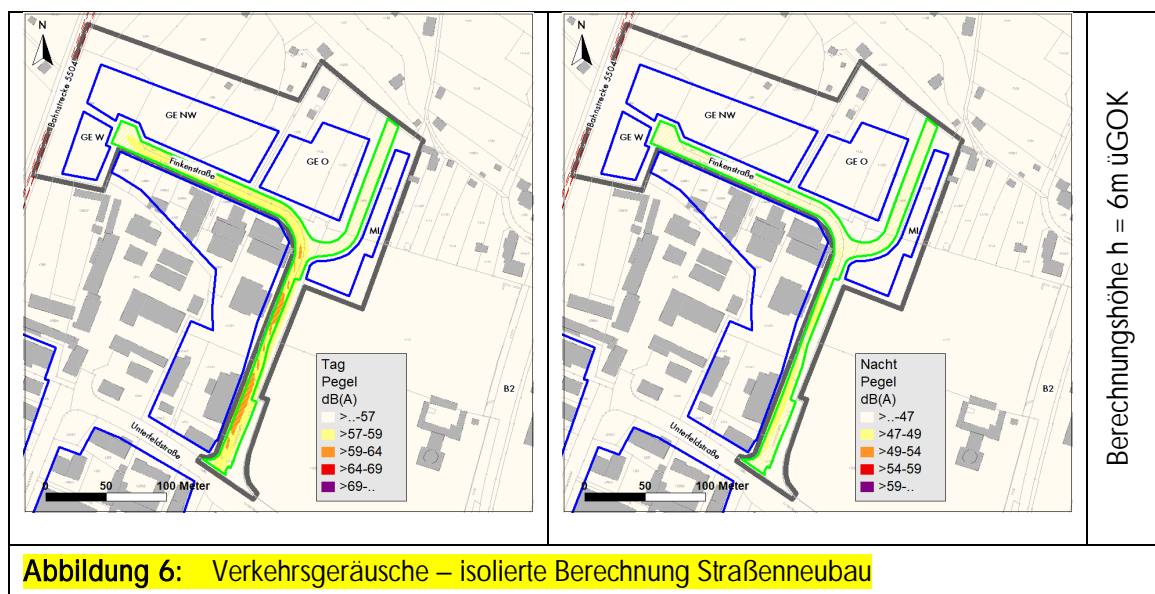 N
Bahnstrecke 5504
GE NW
GE W
Finkenstraße
GE O
MI
Tag
Pegel
dB(A)
>..-57
>57-59
>59-64
>64-69
>69-..
B2
Unterfeldstraße
0 50 100 Meter
N
Bahnstrecke 5504
GE NW
GE W
Finkenstraße
GE O
MI
Nacht
Pegel
dB(A)
>..-47
>47-49
>49-54
>54-59
>59-..
B2
Unterfeldstraße
0 50 100 Meter
Berechnungshöhe h = 6m üGOK
Abbildung 6: Verkehrsgeräusche – isolierte Berechnung Straßenneubau